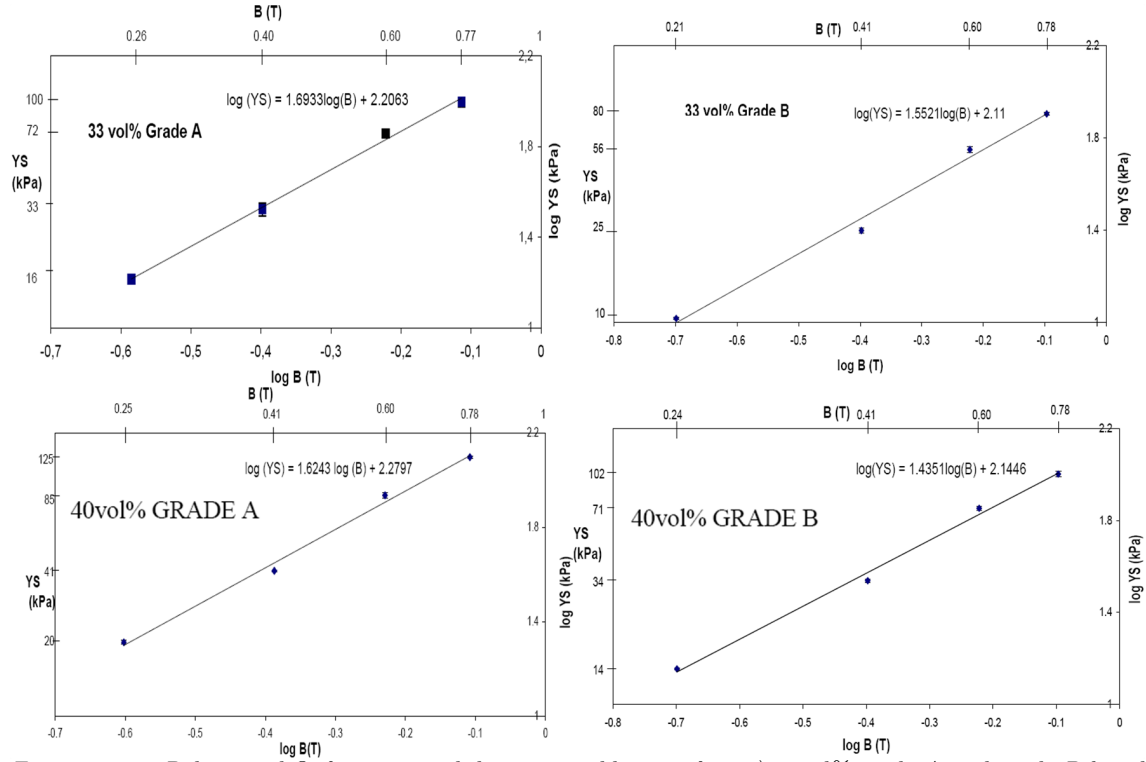 B (T)
0.26 0.40 0.60 0.77 1
2,2
log (YS) = 1.6933log(B) + 2.2063
33 vol% Grade A
100
72
YS
(kPa)
33
16
1,8
1,4
1
log YS (kPa)
-0,7 -0,6 -0,5 -0,4 -0,3 -0,2 -0,1 0
log B (T)
0.21 B (T) 0.41 0.60 0.78
2.2
33 vol% Grade B
log(YS) = 1.5521log(B) + 2.11
80
56
YS
(kPa)
25
10
1.8
1.4
1
log YS (kPa)
-0.8 -0.7 -0.6 -0.5 -0.4 -0.3 -0.2 -0.1 0
log B (T)
B (T)
0.25 0.41 0.60 0.78 1
2.2
log (YS) = 1.6243 log (B) + 2.2797
40vol% GRADE A
125
85
41
YS
(kPa)
20
1.8
1.4
1
log YS (kPa)
-0.7 -0.6 -0.5 -0.4 -0.3 -0.2 -0.1 0
log B(T)
0.24 B (T) 0.41 0.60 0.78
2.2
log(YS) = 1.4351log(B) + 2.1446
40vol% GRADE B
102
71
YS
(kPa)
34
14
1.8
1.4
1
log YS (kPa)
-0.8 -0.7 -0.6 -0.5 -0.4 -0.3 -0.2 -0.1 0
log B (T)